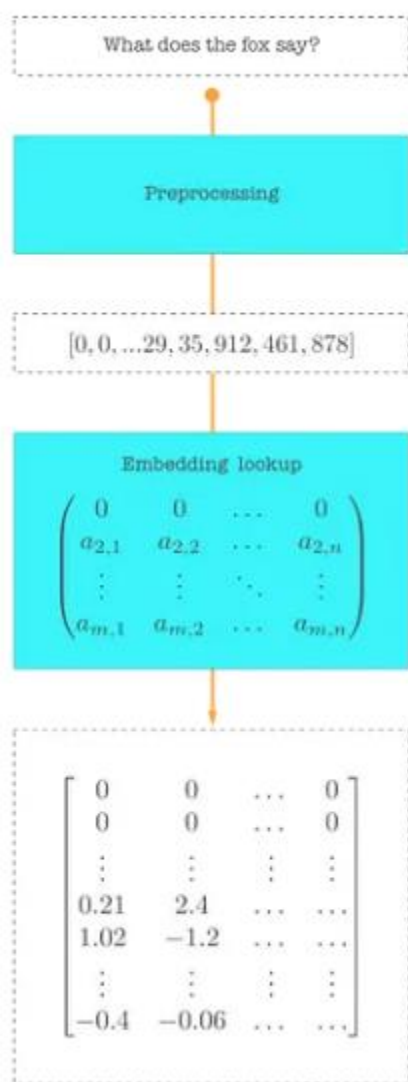 What does the fox say?
Preprocessing
[0, 0, ...29, 35, 912, 461, 878]
Embedding lookup
0 0 ... 0
a2,1 a2,2 ... a2,n
⋮ ⋮ ⋱ ⋮
am,1 am,2 ... am,n
0 0 ... 0
0 0 ... 0
⋮ ⋮ ⋮ ⋮
0.21 2.4 ... ...
1.02 −1.2 ... ...
⋮ ⋮ ⋮ ⋮
−0.4 −0.06 ... ...